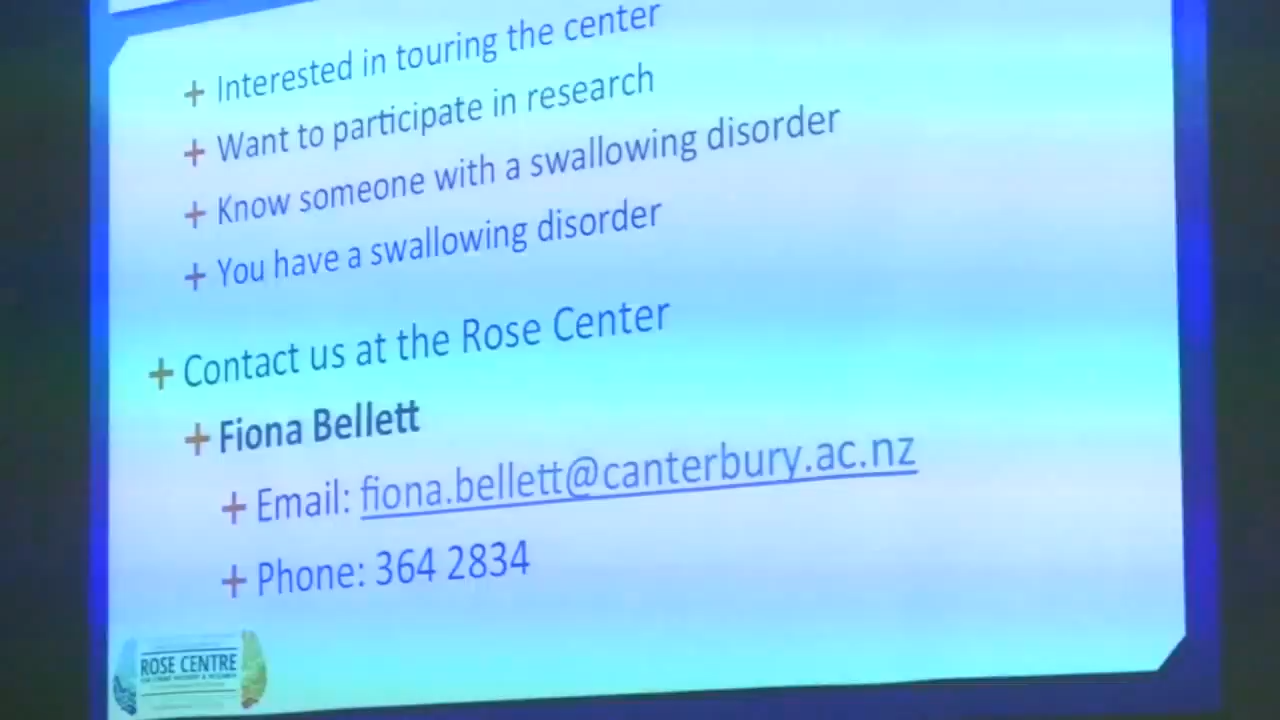 + Interested in touring the center
+ Want to participate in research
+ Know someone with a swallowing disorder
+ You have a swallowing disorder
+ Contact us at the Rose Center
+ Fiona Bellett
+ Email: fiona.bellett@canterbury.ac.nz
+ Phone: 364 2834
ROSE CENTRE